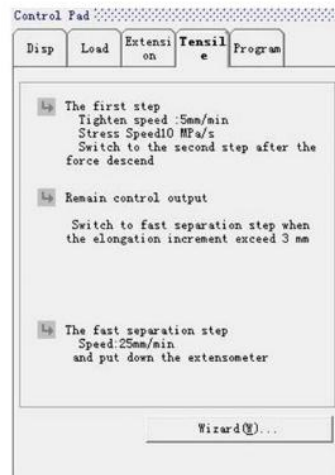 Control Pad
Disp
Load
Extensi
on
Tensil
e
Program
The first step
Tighten speed :5mm/min
Stress Speed10 MPa/s
Switch to the second step after the
force descend
Remain control output
Switch to fast separation step when
the elongation increment exceed 3 mm
The fast separation step
Speed:25mm/min
and put down the extensometer
Wizard(W)...